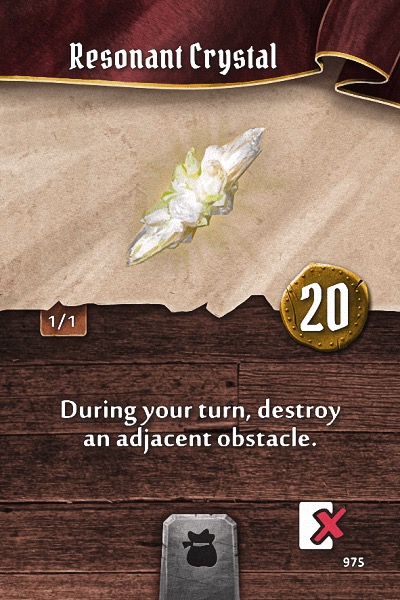 Resonant Crystal
1/1
20
During your turn, destroy
an adjacent obstacle.
975